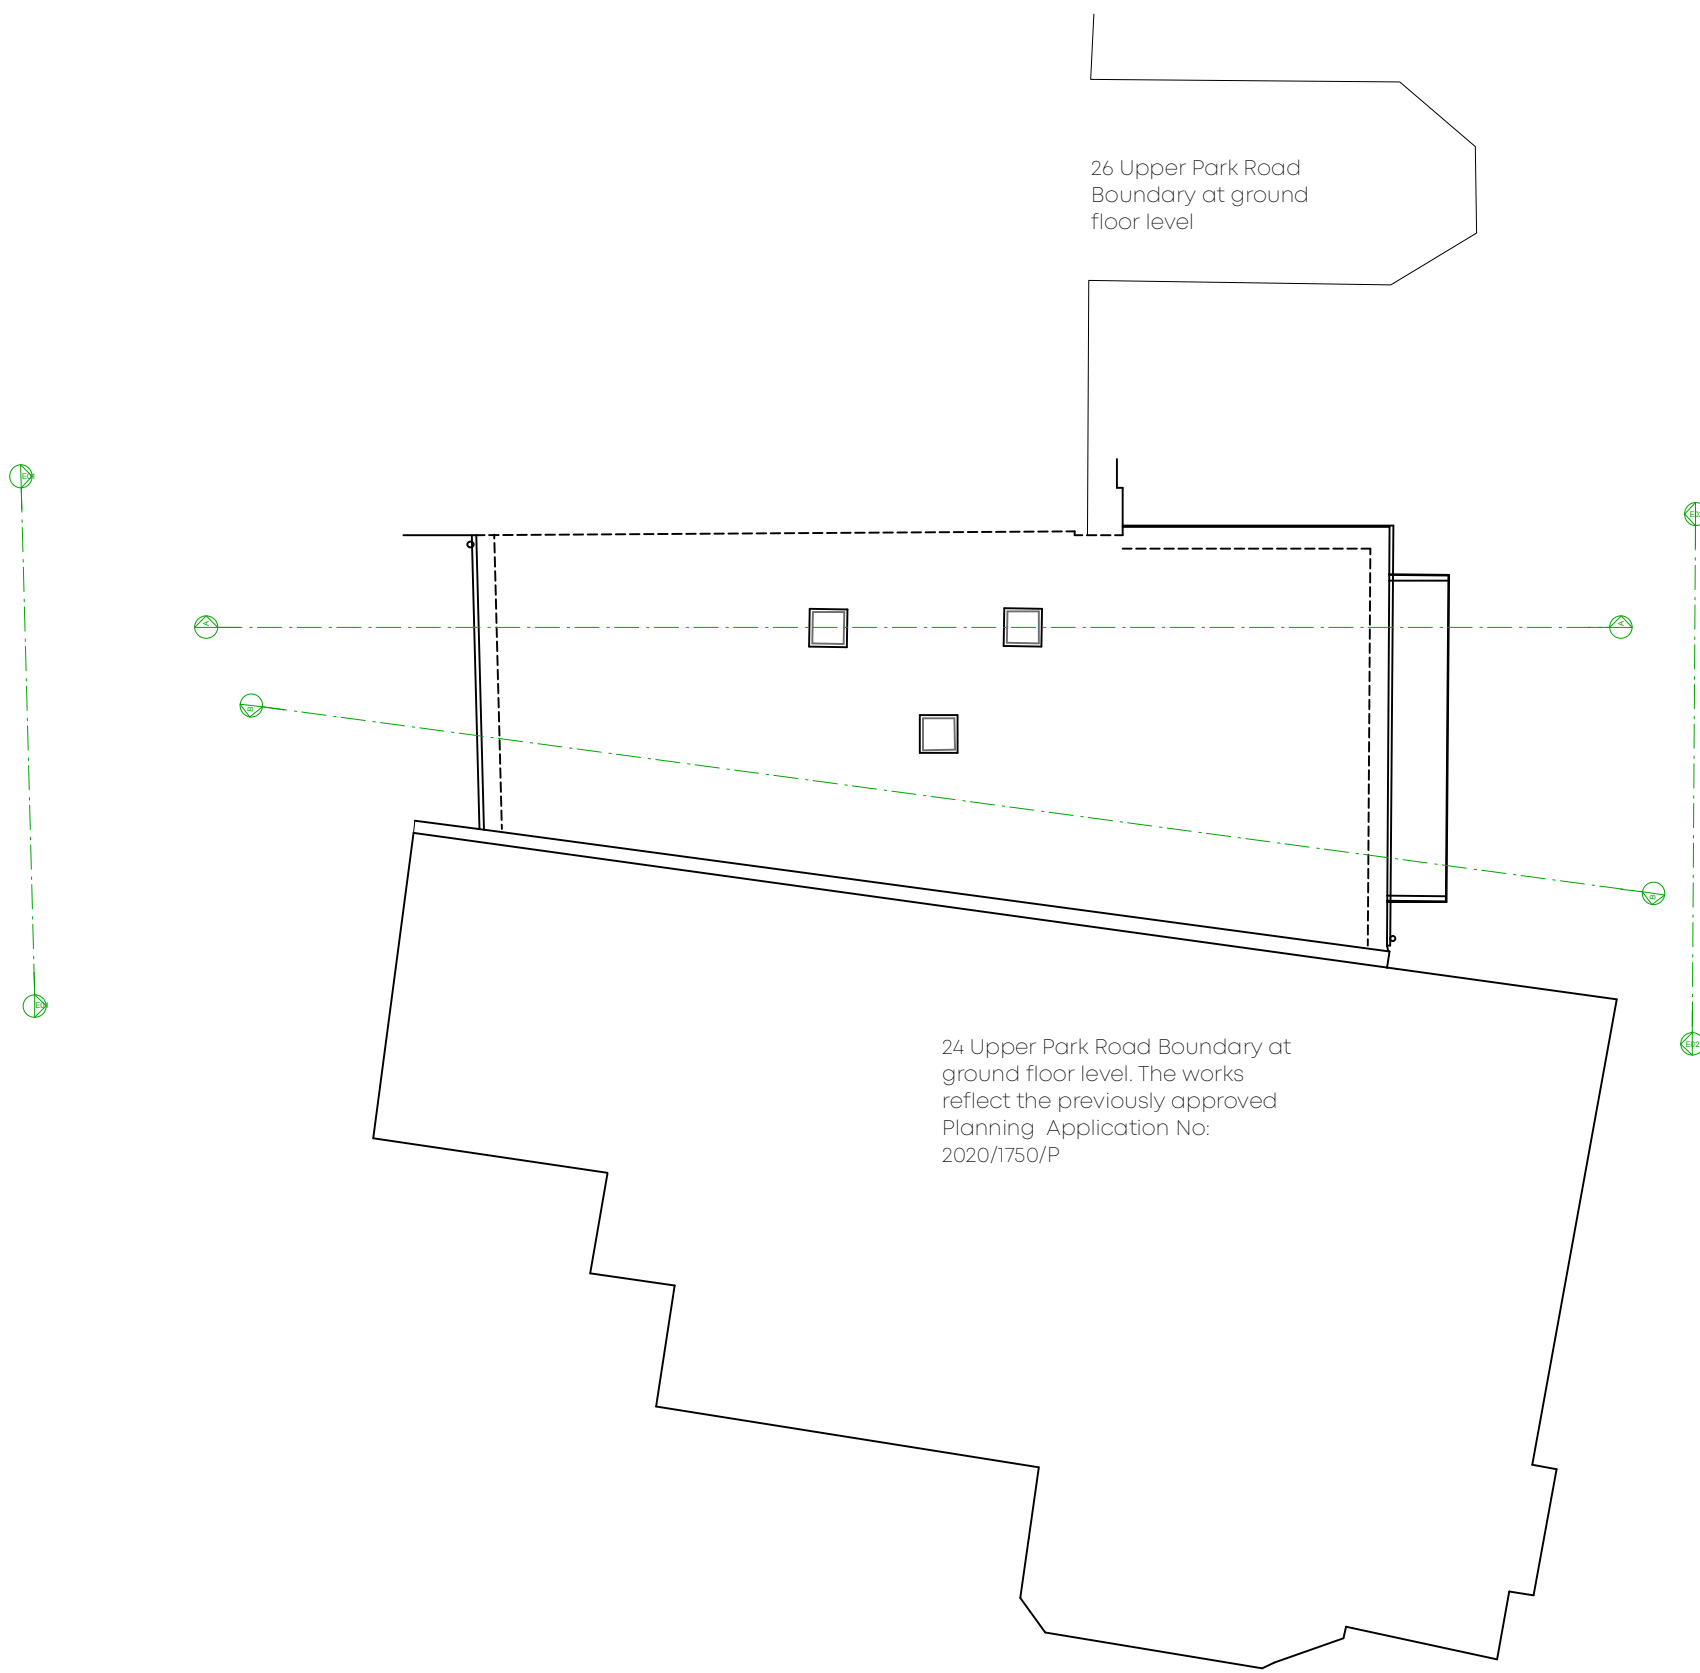 26 Upper Park Road
Boundary at ground
floor level
A
A
B
B
E02
24 Upper Park Road Boundary at
ground floor level. The works
reflect the previously approved
Planning  Application No:
2020/1750/P